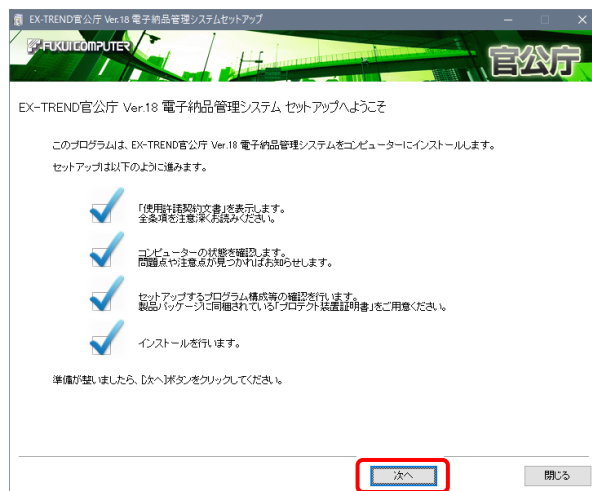 EX-TREND官公庁 Ver.18 電子納品管理システムセットアップ
FUKUI COMPUTER
官公庁
EX-TREND官公庁 Ver.18 電子納品管理システム セットアップへようこそ
このプログラムは、EX-TREND官公庁 Ver.18 電子納品管理システムをコンピューターにインストールします。
セットアップは以下のように進みます。
「使用許諾契約文書」を表示します。
全条項を注意深くお読みください。
コンピューターの状態を確認します。
問題点や注意点が見つかればお知らせします。
セットアップするプログラム構成等の確認を行います。
製品パッケージに同梱されている「プロテクト装置証明書」をご用意ください。
インストールを行います。
準備が整いましたら、[次へ]ボタンをクリックしてください。
次へ
閉じる